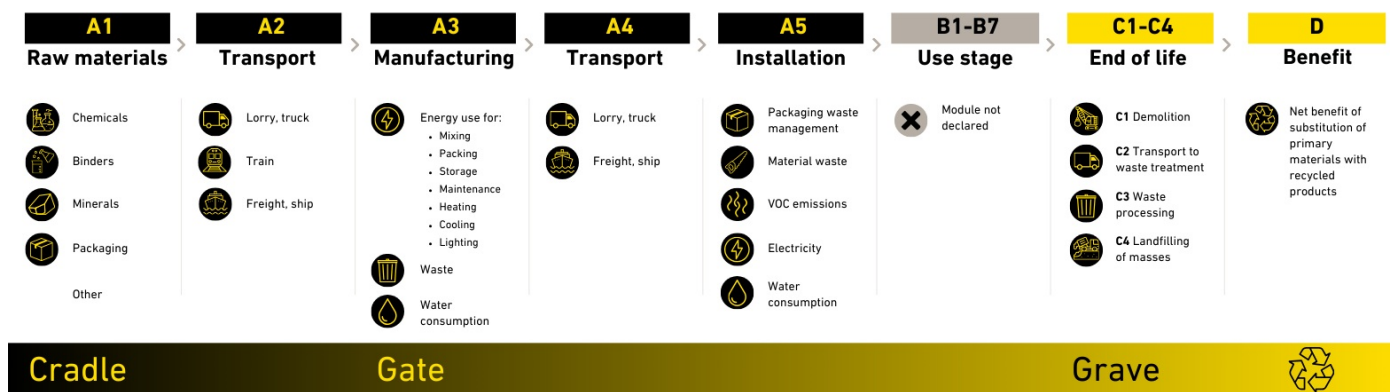 A1
Raw materials
Chemicals
Binders
Minerals
Packaging
Other
A2
Transport
Lorry, truck
Train
Freight, ship
A3
Manufacturing
Energy use for:
• Mixing
• Packing
• Storage
• Maintenance
• Heating
• Cooling
• Lighting
Waste
Water
consumption
A4
Transport
Lorry, truck
Freight, ship
A5
Installation
Packaging waste
management
Material waste
VOC emissions
Electricity
Water
consumption
B1-B7
Use stage
Module not
declared
C1-C4
End of life
C1 Demolition
C2 Transport to
waste treatment
C3 Waste
processing
C4 Landfilling
of masses
D
Benefit
Net benefit of
substitution of
primary
materials with
recycled
products
Cradle
Gate
Grave